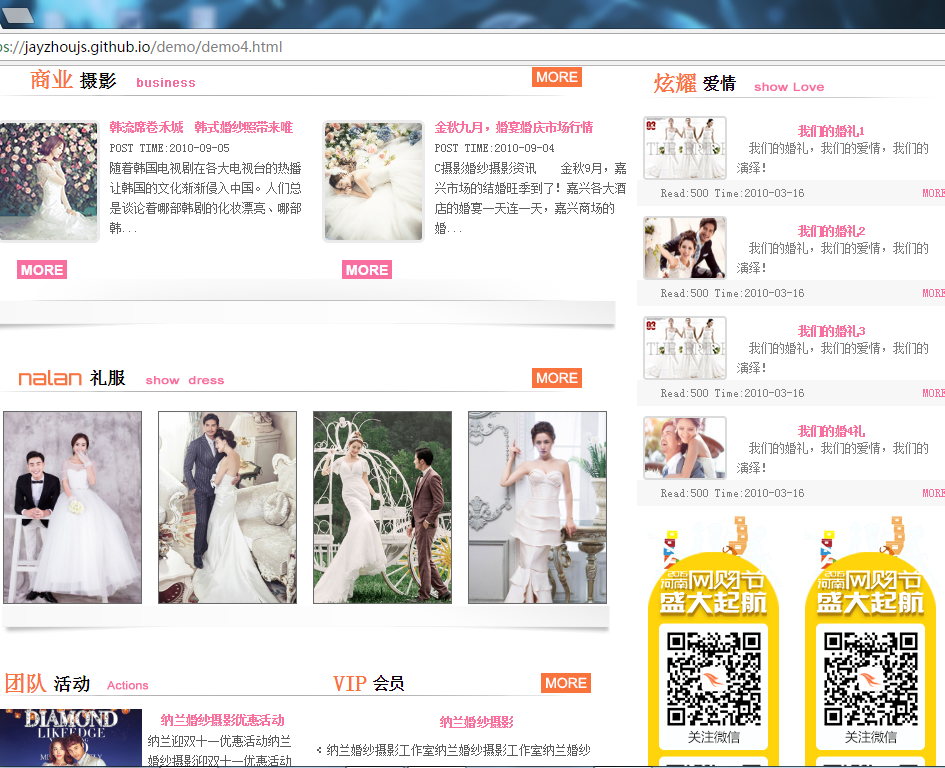 ps://jayzhoujs.github.io/demo/demo4.html
商业 摄影 business MORE
韩流席卷禾城 韩式婚纱照带来唯
POST TIME:2010-09-05
随着韩国电视剧在各大电视台的热播
让韩国的文化渐渐侵入中国。人们总
是谈论着哪部韩剧的化妆漂亮、哪部
韩...
MORE
金秋九月，婚宴婚庆市场行情
POST TIME:2010-09-04
C摄影婚纱摄影资讯 金秋9月，嘉
兴市场的结婚旺季到了！嘉兴各大酒
店的婚宴一天连一天，嘉兴商场的
婚...
MORE
nalan 礼服 show dress MORE
团队 活动 Actions
DIAMOND
LIKEEDGE
纳兰婚纱摄影优惠活动
纳兰迎双十一优惠活动纳兰
婚纱摄影迎双十一优惠活动
VIP 会员 MORE
纳兰婚纱摄影
纳兰婚纱摄影工作室纳兰婚纱摄影工作室纳兰婚纱
炫耀 爱情 show Love
我们的婚礼1
我们的婚礼，我们的爱情，我们的
演绎！
Read:500 Time:2010-03-16 MORE
我们的婚礼2
我们的婚礼，我们的爱情，我们的
演绎！
Read:500 Time:2010-03-16 MORE
我们的婚礼3
我们的婚礼，我们的爱情，我们的
演绎！
Read:500 Time:2010-03-16 MORE
我们的婚4礼
我们的婚礼，我们的爱情，我们的
演绎！
Read:500 Time:2010-03-16 MORE
2015
河南网购节
盛大起航
关注微信
2015
河南网购节
盛大起航
关注微信